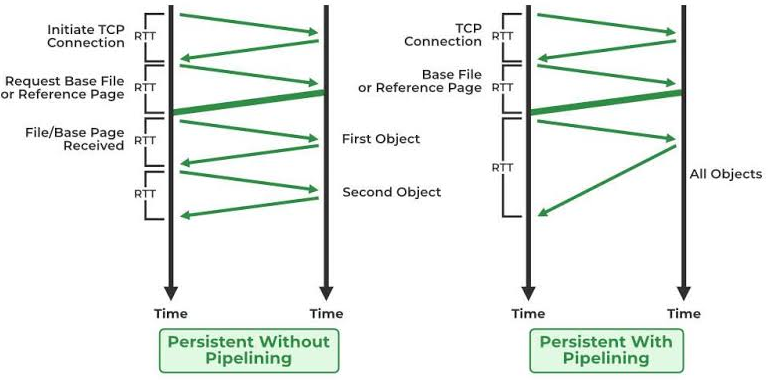 Initiate TCP
Connection
RTT
Request Base File
or Reference Page
RTT
File/Base Page
Received
RTT
First Object
RTT
Second Object
Time
Time
Persistent Without
Pipelining
TCP
Connection
RTT
Base File
or Reference Page
RTT
RTT
All Objects
Time
Time
Persistent With
Pipelining